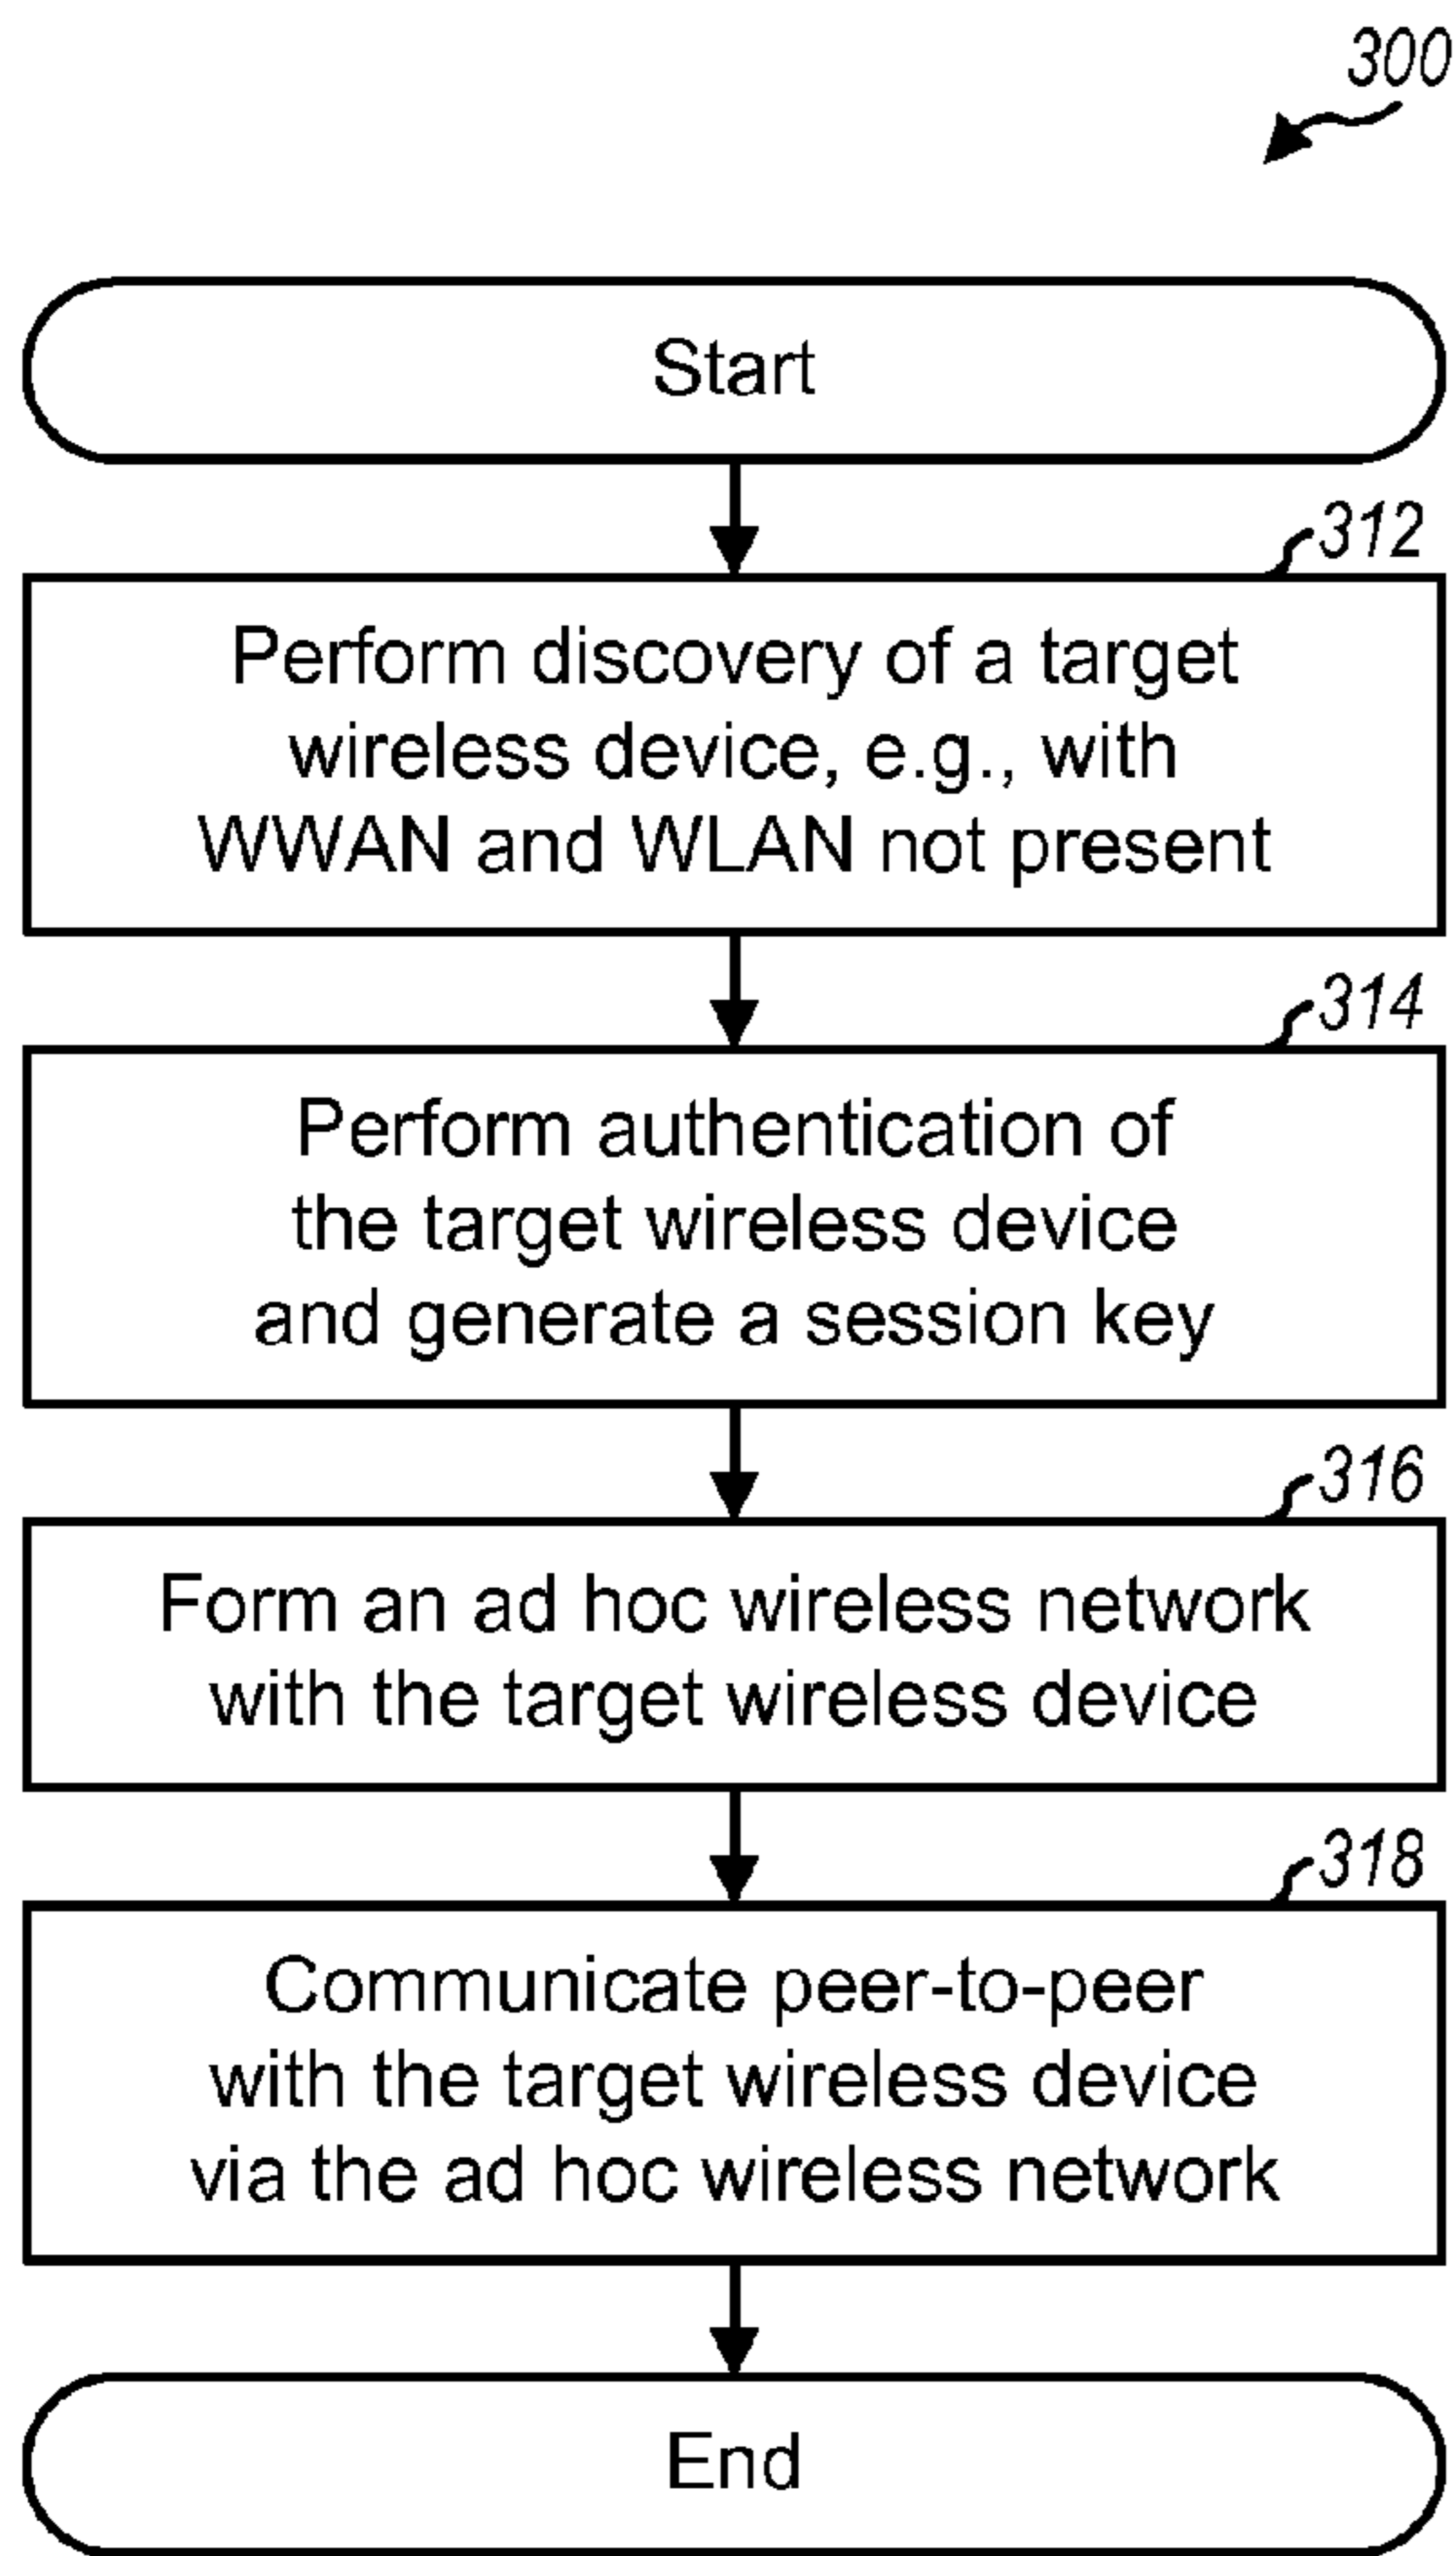 300
Start
312
Perform discovery of a target
wireless device, e.g., with
WWAN and WLAN not present
314
Perform authentication of
the target wireless device
and generate a session key
316
Form an ad hoc wireless network
with the target wireless device
318
Communicate peer-to-peer
with the target wireless device
via the ad hoc wireless network
End